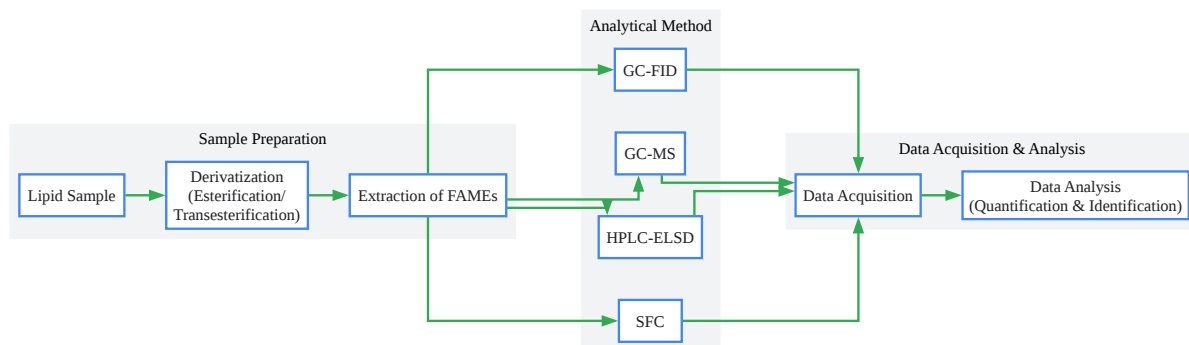 Analytical Method
GC-FID
Sample Preparation
Lipid Sample
Derivatization
(Esterification/
Transesterification)
Extraction of FAMEs
GC-MS
HPLC-ELSD
SFC
Data Acquisition & Analysis
Data Acquisition
Data Analysis
(Quantification & Identification)